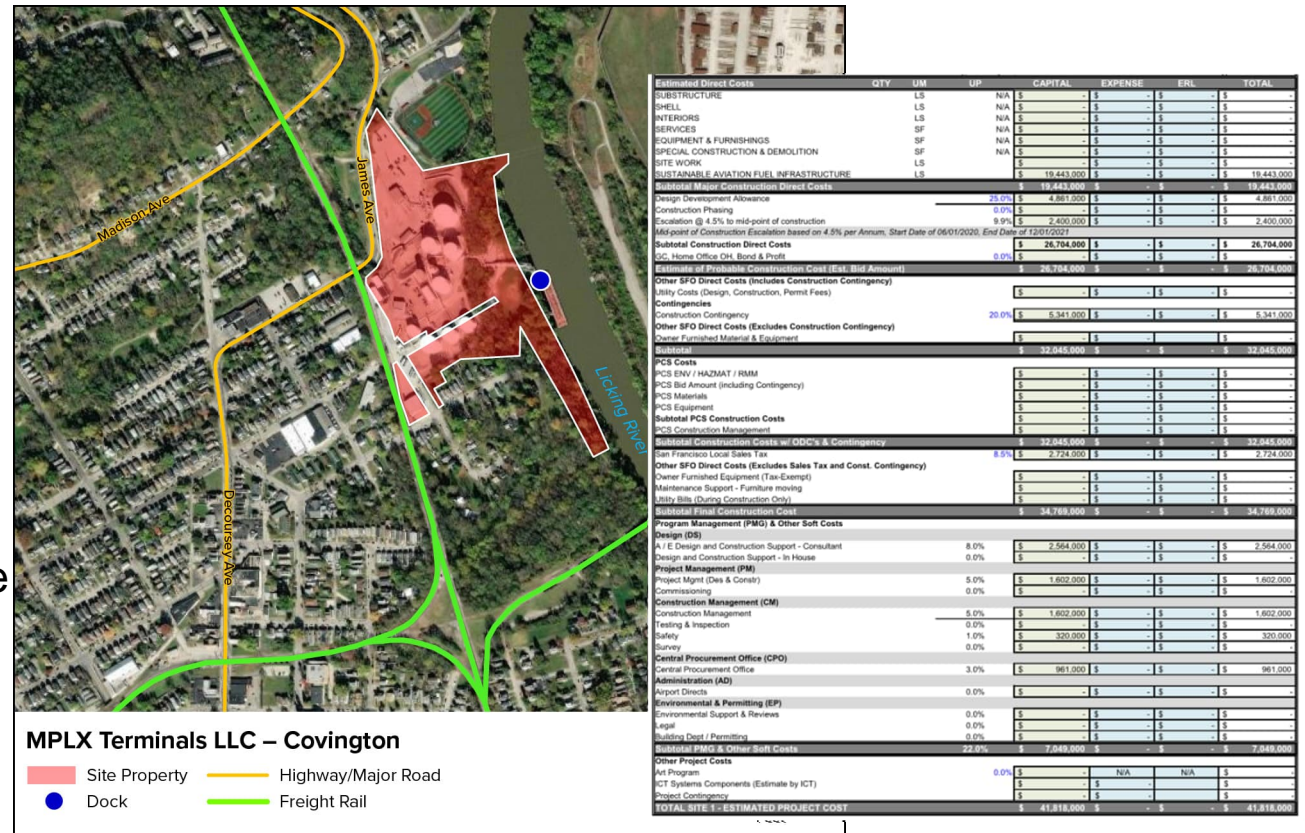 James Ave
Madison Ave
Licking River
Decoursey Ave
e
MPLX Terminals LLC – Covington
Site Property
Highway/Major Road
Dock
Freight Rail
Estimated Direct Costs QTY UM UP CAPITAL EXPENSE ERL TOTAL
SUBSTRUCTURE LS N/A $ - $ - $ - $ -
SHELL LS N/A $ - $ - $ - $ -
INTERIORS LS N/A $ - $ - $ - $ -
SERVICES SF N/A $ - $ - $ - $ -
EQUIPMENT & FURNISHINGS SF N/A $ - $ - $ - $ -
SPECIAL CONSTRUCTION & DEMOLITION SF N/A $ - $ - $ - $ -
SITE WORK LS $ - $ - $ - $ -
SUSTAINABLE AVIATION FUEL INFRASTRUCTURE LS $ 19,443,000 $ - $ - $ 19,443,000
Subtotal Major Construction Direct Costs $ 19,443,000 $ - $ - $ 19,443,000
Design Development Allowance 25.0% $ 4,861,000 $ - $ - $ 4,861,000
Construction Phasing 0.0% $ - $ - $ - $ -
Escalation @ 4.5% to mid-point of construction 9.9% $ 2,400,000 $ - $ - $ 2,400,000
Mid-point of Construction Escalation based on 4.5% per Annum, Start Date of 06/01/2020, End Date of 12/01/2021
Subtotal Construction Direct Costs $ 26,704,000 $ - $ - $ 26,704,000
GC, Home Office OH, Bond & Profit 0.0% $ - $ - $ - $ -
Estimate of Probable Construction Cost (Est. Bid Amount) $ 26,704,000 $ - $ - $ 26,704,000
Other SFO Direct Costs (Includes Construction Contingency)
Utility Costs (Design, Construction, Permit Fees) $ - $ - $ - $ -
Contingencies
Construction Contingency 20.0% $ 5,341,000 $ - $ - $ 5,341,000
Other SFO Direct Costs (Excludes Construction Contingency)
Owner Furnished Material & Equipment $ - $ - $ -
Subtotal $ 32,045,000 $ - $ - $ 32,045,000
PCS Costs
PCS ENV / HAZMAT / RMM $ - $ - $ - $ -
PCS Bid Amount (including Contingency) $ - $ - $ - $ -
PCS Materials $ - $ - $ - $ -
PCS Equipment $ - $ - $ - $ -
Subtotal PCS Construction Costs $ - $ - $ - $ -
PCS Construction Management $ - $ - $ - $ -
Subtotal Construction Costs w/ ODC's & Contingency $ 32,045,000 $ - $ - $ 32,045,000
San Francisco Local Sales Tax 8.5% $ 2,724,000 $ - $ - $ 2,724,000
Other SFO Direct Costs (Excludes Sales Tax and Const. Contingency)
Owner Furnished Equipment (Tax-Exempt) $ - $ - $ - $ -
Maintenance Support - Furniture moving $ - $ - $ - $ -
Utility Bills (During Construction Only) $ - $ - $ - $ -
Subtotal Final Construction Cost $ 34,769,000 $ - $ - $ 34,769,000
Program Management (PMG) & Other Soft Costs
Design (DS)
A / E Design and Construction Support - Consultant 8.0% $ 2,564,000 $ - $ - $ 2,564,000
Design and Construction Support - In House 0.0% $ - $ - $ - $ -
Project Management (PM)
Project Mgmt (Des & Constr) 5.0% $ 1,602,000 $ - $ - $ 1,602,000
Commissioning 0.0% $ - $ - $ - $ -
Construction Management (CM)
Construction Management 5.0% $ 1,602,000 $ - $ - $ 1,602,000
Testing & Inspection 0.0% $ - $ - $ - $ -
Safety 1.0% $ 320,000 $ - $ - $ 320,000
Survey 0.0% $ - $ - $ - $ -
Central Procurement Office (CPO)
Central Procurement Office 3.0% $ 961,000 $ - $ - $ 961,000
Administration (AD)
Airport Directs 0.0% $ - $ - $ - $ -
Environmental & Permitting (EP)
Environmental Support & Reviews 0.0% $ - $ - $ - $ -
Legal 0.0% $ - $ - $ - $ -
Building Dept / Permitting 0.0% $ - $ - $ - $ -
Subtotal PMG & Other Soft Costs 22.0% $ 7,049,000 $ - $ - $ 7,049,000
Other Project Costs
Art Program 0.0% $ - N/A N/A $ -
ICT Systems Components (Estimate by ICT) $ - $ - $ -
Project Contingency $ - $ -
TOTAL SITE 1 - ESTIMATED PROJECT COST $ 41,818,000 $ - $ - $ 41,818,000